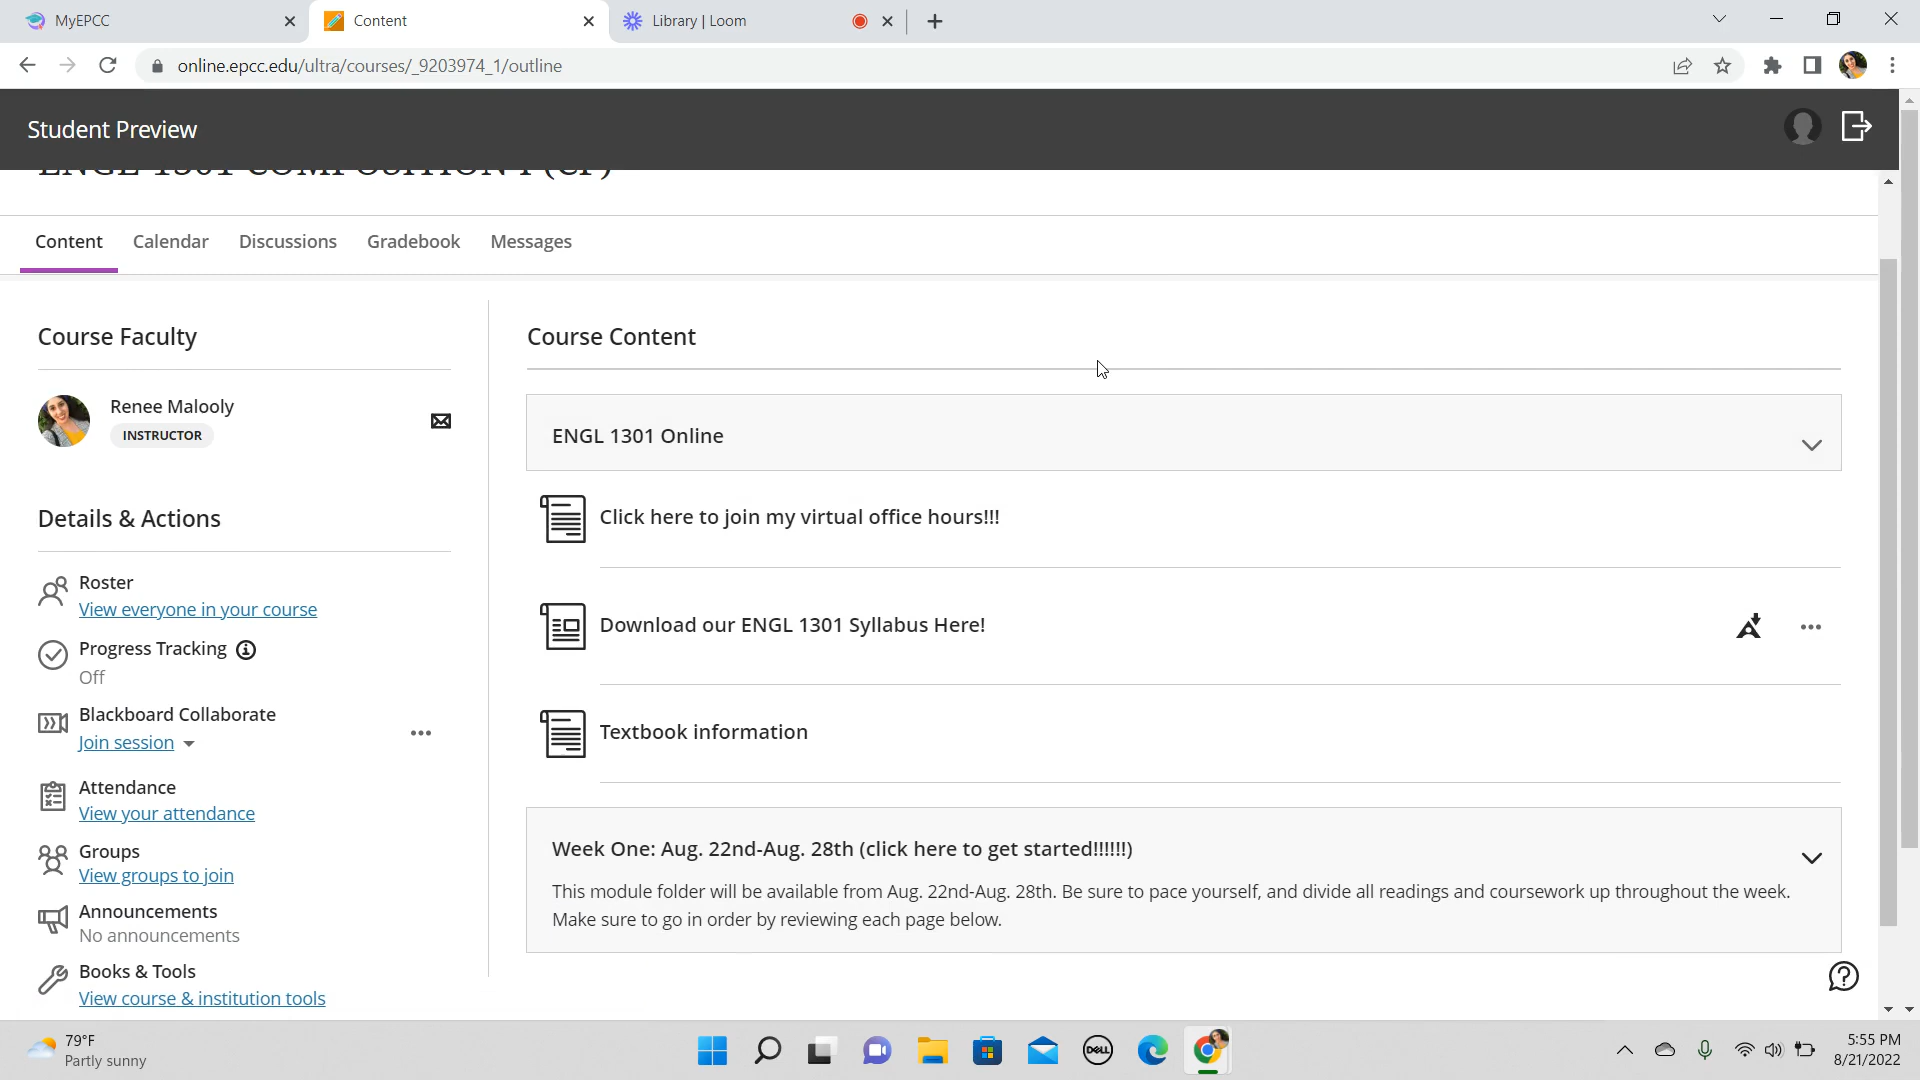 MyEPCC
Content
Library | Loom
online.epcc.edu/ultra/courses/_9203974_1/outline
Student Preview
ENGL 1301 COMPOSITION I (CP)
Content
Calendar
Discussions
Gradebook
Messages
Course Faculty
Renee Malooly
INSTRUCTOR
Details & Actions
Roster
View everyone in your course
Progress Tracking
Off
Blackboard Collaborate
Join session
Attendance
View your attendance
Groups
View groups to join
Announcements
No announcements
Books & Tools
View course & institution tools
Course Content
ENGL 1301 Online
Click here to join my virtual office hours!!!
Download our ENGL 1301 Syllabus Here!
Textbook information
Week One: Aug. 22nd-Aug. 28th (click here to get started!!!!!!)
This module folder will be available from Aug. 22nd-Aug. 28th. Be sure to pace yourself, and divide all readings and coursework up throughout the week.
Make sure to go in order by reviewing each page below.
79°F
Partly sunny
DELL
5:55 PM
8/21/2022